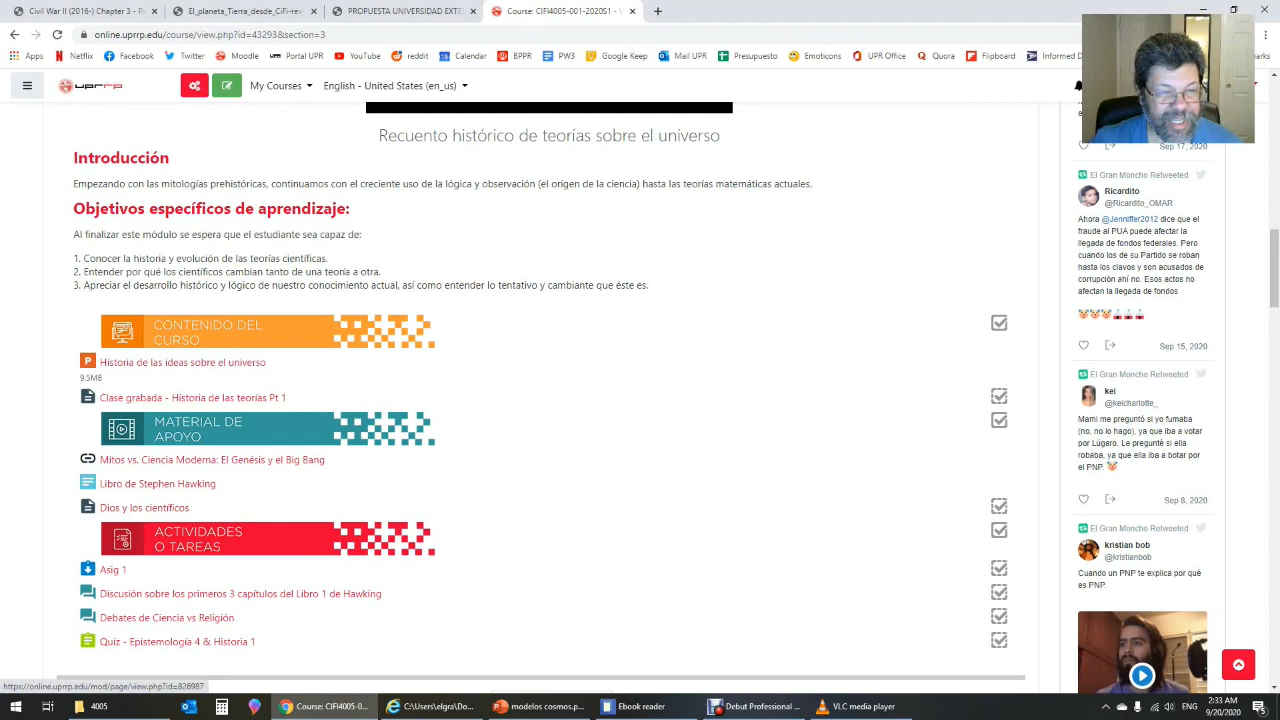 Civil War II (2016) Chapter 3 - P
Planetarium_Tierra_desde_Cifi40
PROPUESTA UNIVERSIDAD EXTEN
Course: CIFI4005-001-2020S1 - W
online.uprrp.edu/course/view.php?id=43293&section=3
Apps Netflix Facebook Twitter Moodle YouTube reddit Calendar BPPR PW3 Google Keep Mail UPR Presupuesto Emoticons UPR Office Quora Flipboard Informed D
uprrp My Courses English - United States (en_us)
Recuento histórico de teorías sobre el universo
Introducción
Empezando con las mitologías prehistóricas, continuamos con el creciente uso de la lógica y observación (el origen de la ciencia) hasta las teorías matemáticas actuales.
Objetivos específicos de aprendizaje:
Al finalizar este módulo se espera que el estudiante sea capaz de:
1. Conocer la historia y evolución de las teorías científicas.
2. Entender por qué los científicos cambian tanto de una teoría a otra.
3. Apreciar el desarrollo histórico y lógico de nuestro conocimiento actual, así como entender lo tentativo y cambiante que éste es.
CONTENIDO DEL
CURSO
Historia de las ideas sobre el universo
9.5MB
Clase grabada - Historia de las teorías Pt 1
MATERIAL DE
APOYO
Mitos vs. Ciencia Moderna: El Genésis y el Big Bang
Libro de Stephen Hawking
Dios y los científicos
ACTIVIDADES
O TAREAS
Asig 1
Discusión sobre los primeros 3 capítulos del Libro 1 de Hawking
Debates de Ciencia vs Religión
Quiz - Epistemología 4 & Historia 1
Sep 17, 2020
El Gran Moncho Retweeted
Ricardito
@Ricardito_OMAR
Ahora @Jenniffer2012 dice que el
fraude al PUA puede afectar la
llegada de fondos federales. Pero
cuando los de su Partido se roban
hasta los clavos y son acusados de
corrupción ahí no. Esos actos no
afectan la llegada de fondos
Sep 15, 2020
El Gran Moncho Retweeted
kei
@keicharlotte_
Mami me preguntó si yo fumaba
(no, no lo hago), ya que iba a votar
por Lúgaro. Le pregunté si ella
robaba, ya que ella iba a botar por
el PNP.
Sep 8, 2020
El Gran Moncho Retweeted
kristian bob
@kristianbob
Cuando un PNP te explica por qué
es PNP.
https://online.uprrp.edu/mod/page/view.php?id=826987
4005
Course: CIFI4005-0...
C:\Users\elgra\Do...
modelos cosmos.p...
Ebook reader
Debut Professional ...
VLC media player
2:33 AM
9/20/2020
5